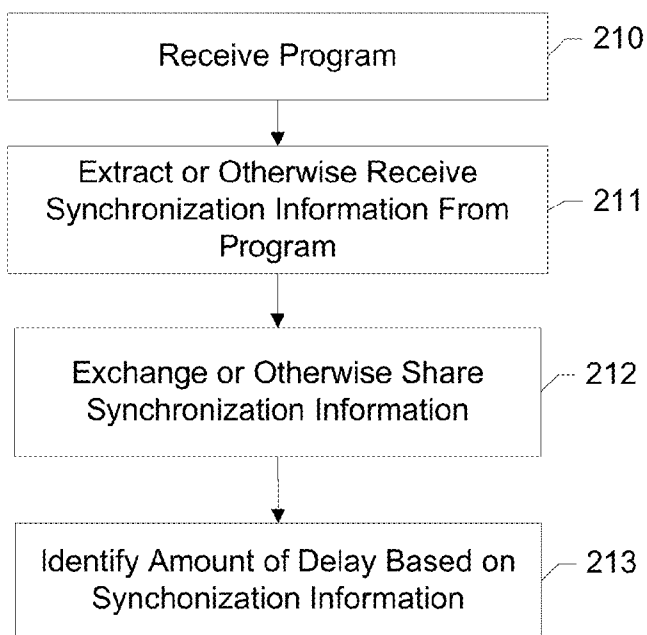 Receive Program
210
Extract or Otherwise Receive
Synchronization Information From
Program
211
Exchange or Otherwise Share
Synchronization Information
212
Identify Amount of Delay Based on
Synchonization Information
213